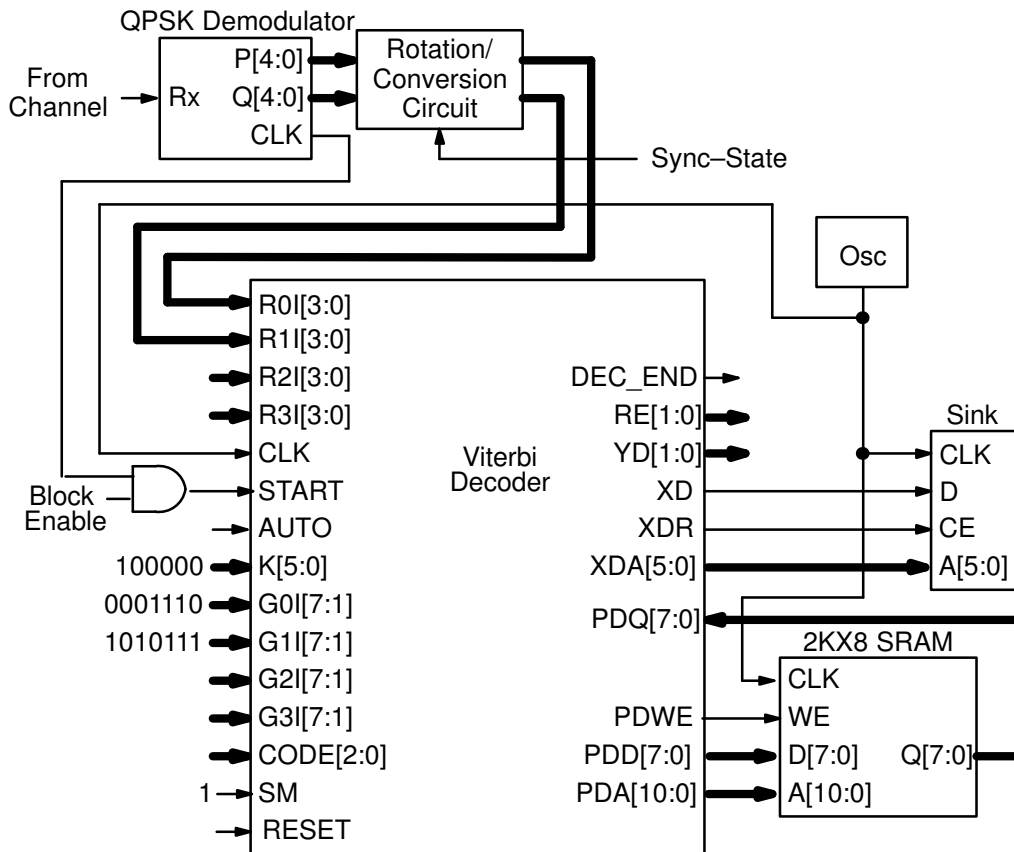 QPSK Demodulator
From
Channel
Rx
P[4:0]
Q[4:0]
CLK
Rotation/
Conversion
Circuit
Sync–State
Osc
R0I[3:0]
R1I[3:0]
R2I[3:0]
R3I[3:0]
CLK
Block
Enable
START
AUTO
100000
K[5:0]
0001110
G0I[7:1]
1010111
G1I[7:1]
G2I[7:1]
G3I[7:1]
CODE[2:0]
1
SM
RESET
Viterbi
Decoder
DEC_END
RE[1:0]
YD[1:0]
XD
XDR
XDA[5:0]
PDQ[7:0]
PDWE
PDD[7:0]
PDA[10:0]
Sink
CLK
D
CE
A[5:0]
2KX8 SRAM
CLK
WE
D[7:0]
Q[7:0]
A[10:0]